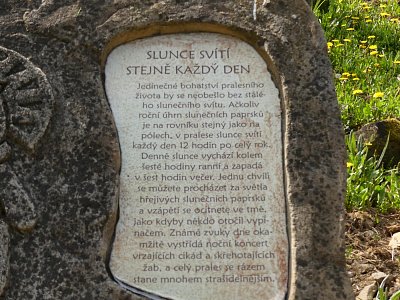 SLUNCE SVÍTÍ
STEJNĚ KAŽDÝ DEN
Jedinečné bohatství pralesního
života by se neobešlo bez stálé-
ho slunečního svitu. Ačkoliv
roční úhrn slunečních paprsků
je na rovníku stejný jako na
pólech, v pralese slunce svítí
každý den 12 hodin po celý rok.
Denně slunce vychází kolem
šesté hodiny ranní a zapadá
v šest hodin večer. Jednu chvíli
se můžete procházet za světla
hřejivých slunečních paprsků
a vzápětí se ocitnete ve tmě,
jako kdyby někdo otočil vypí-
načem. Známé zvuky dne oka-
mžitě vystřídá noční koncert
vrzajících cikád a skřehotajících
žab, a celý prales se rázem
stane mnohem strašidelnějším.